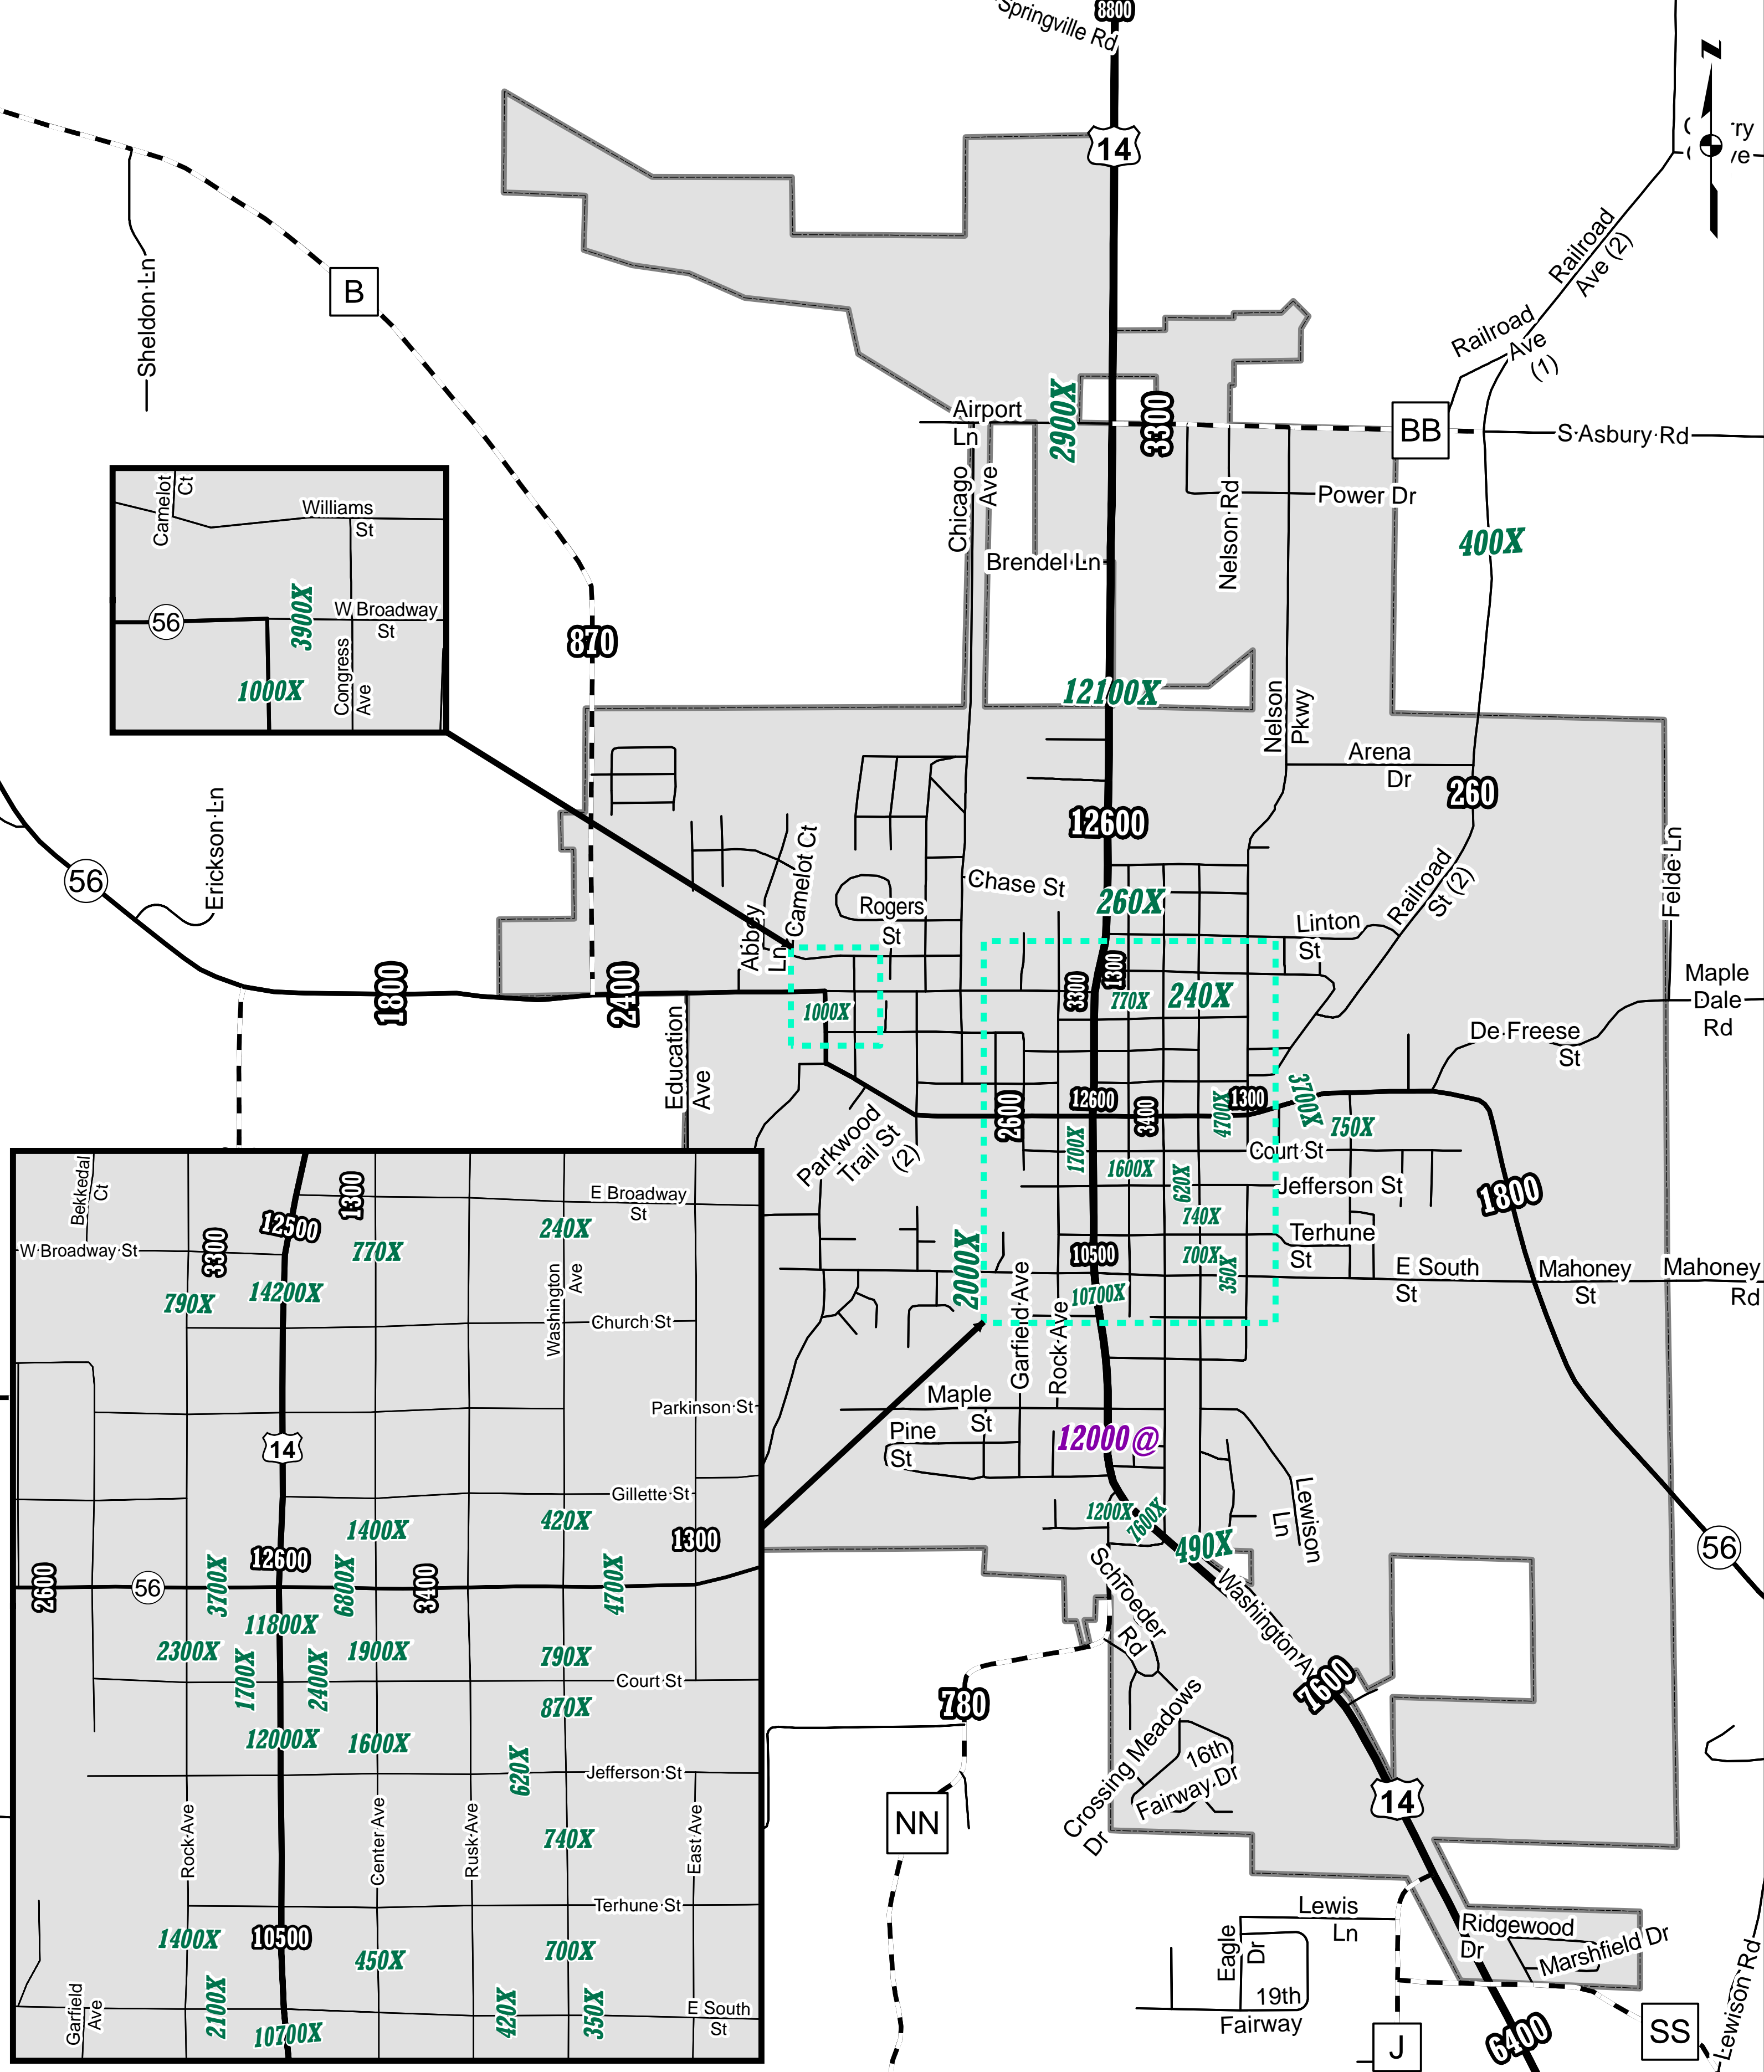 8800
Springville Rd
14
B
Sheldon Ln
Railroad
Ave (2)
Railroad
Ave
(1)
Airport
Ln
2900X
3300
BB
S Asbury Rd
Chicago
Ave
Power Dr
Nelson Rd
Brendel Ln
400X
Camelot
Ct
Williams
St
56
3900X
W Broadway
St
1000X
Congress
Ave
870
12100X
Nelson
Pkwy
Arena
Dr
260
12600
Erickson Ln
56
Camelot Ct
Chase St
260X
Rogers
St
Abbey
Ln
Linton
St
Railroad
St (2)
Felde Ln
1800
2400
1000X
3300
1300
770X
240X
Maple
Dale
Rd
De Freese
St
Education
Ave
2600
12600
3400
4700X
1300
3700X
750X
Parkwood
Trail St
(2)
1700X
1600X
620X
Court St
Jefferson St
1800
740X
Terhune
St
2000X
10500
700X
350X
E South
St
Mahoney
St
Mahoney
Rd
10700X
Garfield Ave
Rock Ave
Maple
St
Pine
St
12000@
1200X
7600X
490X
Lewison
Ln
56
Schroeder
Rd
Washington Av
7600
780
Crossing Meadows
Dr
16th
Fairway Dr
14
NN
Lewis
Ln
Eagle
Dr
19th
Fairway
Ridgewood
Dr
Marshfield Dr
J
6400
SS
Lewison Rd
Bekkedal
Ct
1300
E Broadway
St
12500
W Broadway St
3300
770X
240X
790X
14200X
Washington
Ave
Church St
Parkinson St
14
Gillette St
1400X
420X
1300
12600
2600
56
3700X
6800X
3400
4700X
11800X
2300X
1700X
2400X
1900X
790X
Court St
870X
12000X
1600X
620X
Jefferson St
Rock Ave
Center Ave
Rusk Ave
740X
East Ave
Terhune St
1400X
10500
450X
700X
Garfield
Ave
2100X
10700X
420X
350X
E South
St